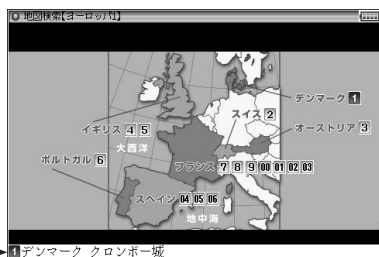 地図検索【ヨーロッパ1】
デンマーク 1
スイス 2
オーストリア 3
イギリス 4 5
大西洋
ポルトガル 6
フランス 7 8 9 00 01 02 03
スペイン 04 05 06
地中海
►1デンマーク クロンボー城